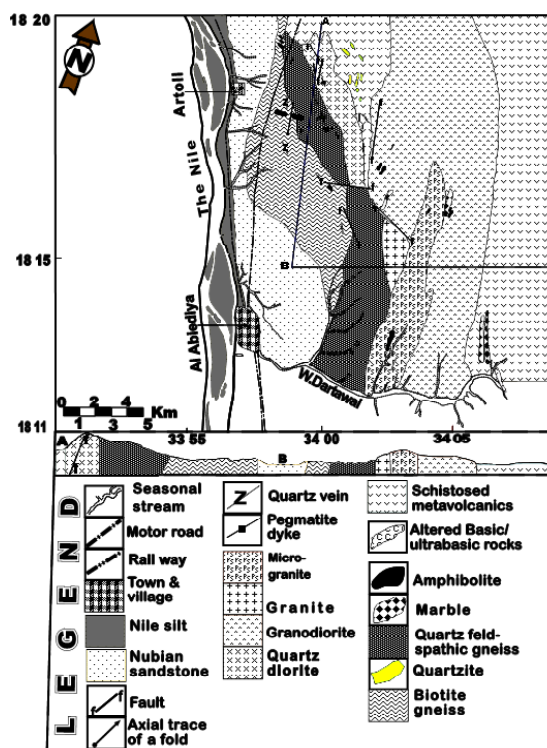 N
18 20
18 15
18 11
Artoli
The Nile
Al Abiediya
W.Dartawai
A
B
Z
Z
0 2 4
1 3 5 Km
33 55
34 00
34 05
A
B
LEGEND
Seasonal
stream
Motor road
Rail way
Town &
village
Nile silt
Nubian
sandstone
Fault
Axial trace
of a fold
Z
Quartz vein
Pegmatite
dyke
Micro-
granite
Granite
Granodiorite
Quartz
diorite
Schistosed
metavolcanics
Altered Basic/
ultrabasic rocks
Amphibolite
Marble
Quartz feld-
spathic gneiss
Quartzite
Biotite
gneiss